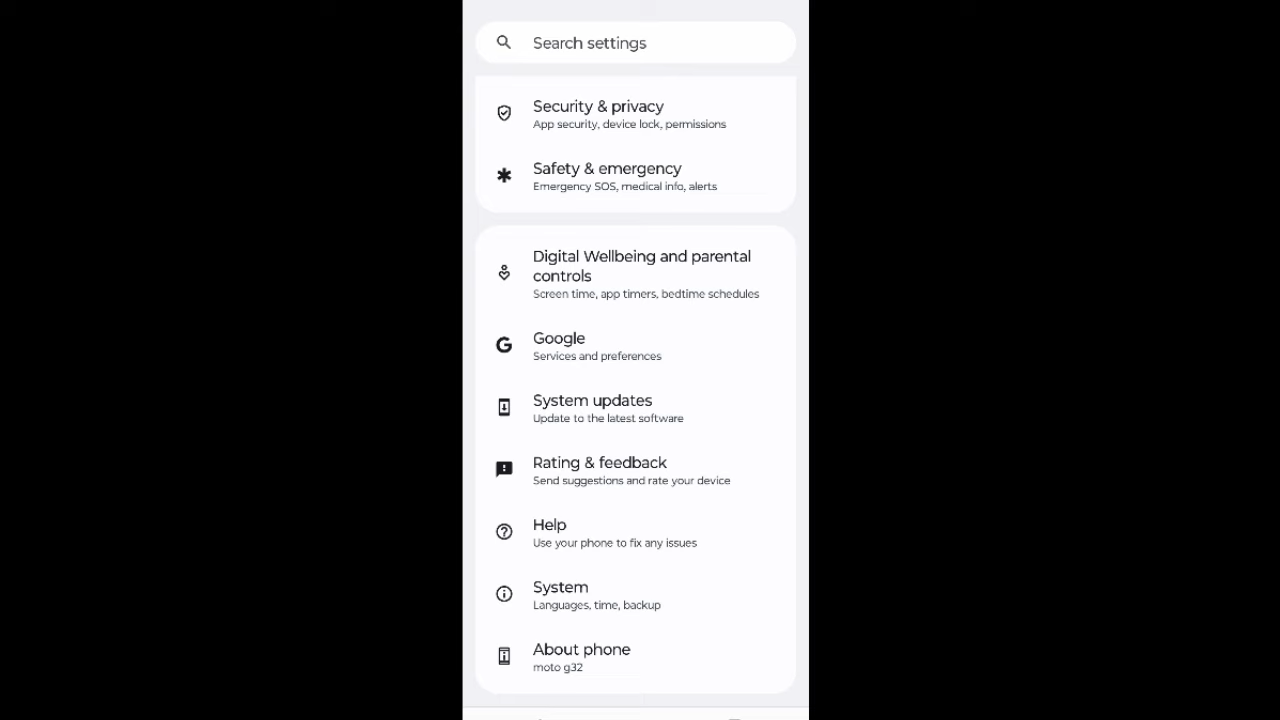 Search settings
Security & privacy
App security, device lock, permissions
Safety & emergency
Emergency SOS, medical info, alerts
Digital Wellbeing and parental
controls
Screen time, app timers, bedtime schedules
Google
Services and preferences
System updates
Update to the latest software
Rating & feedback
Send suggestions and rate your device
Help
Use your phone to fix any issues
System
Languages, time, backup
About phone
moto g32